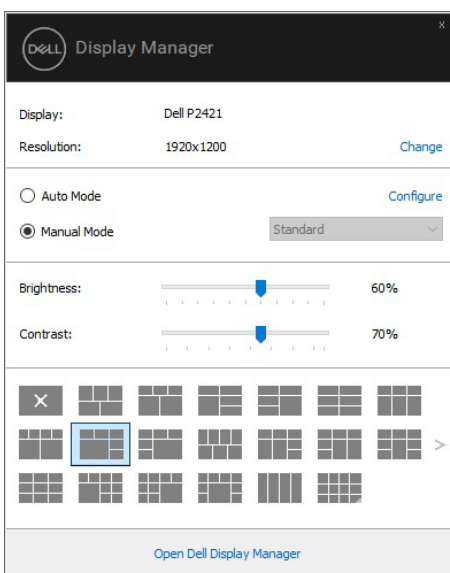 X
DELL Display Manager
Display: Dell P2421
Resolution: 1920x1200 Change
Auto Mode Configure
Manual Mode Standard
Brightness: 60%
Contrast: 70%
Open Dell Display Manager